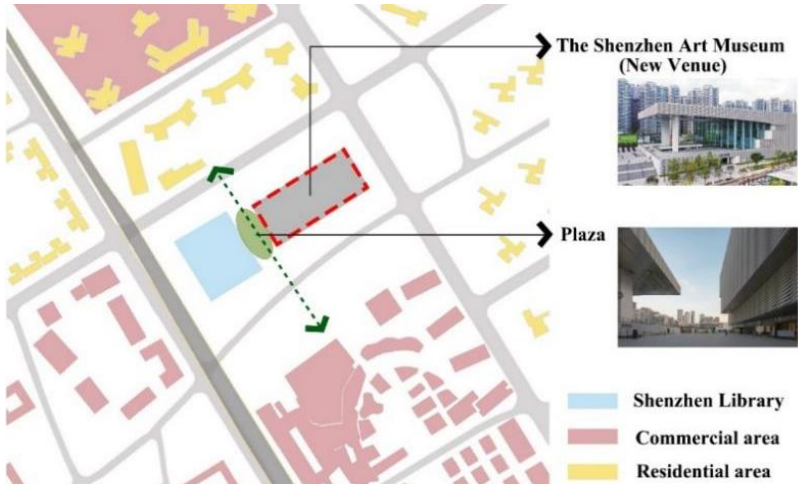 The Shenzhen Art Museum
(New Venue)
Plaza
Shenzhen Library
Commercial area
Residential area